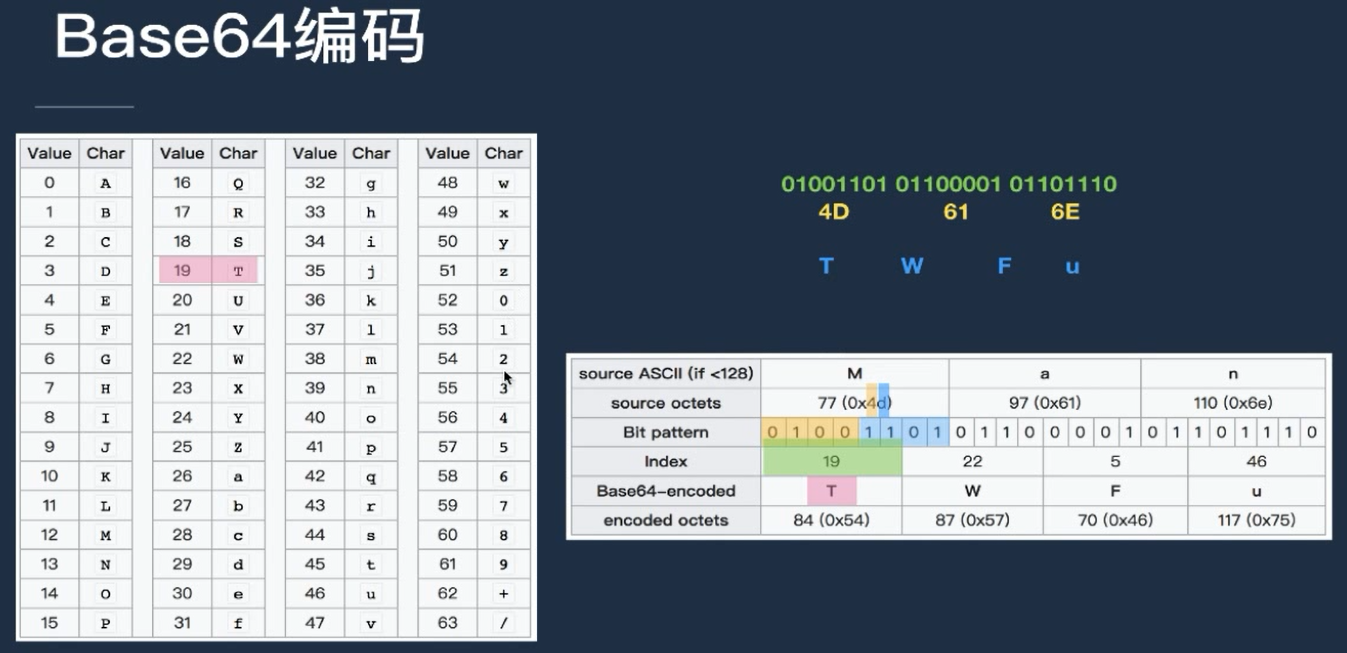 Base64编码
Value Char Value Char Value Char Value Char
0 A 16 Q 32 g 48 w
1 B 17 R 33 h 49 x
2 C 18 S 34 i 50 y
3 D 19 T 35 j 51 z
4 E 20 U 36 k 52 0
5 F 21 V 37 l 53 1
6 G 22 W 38 m 54 2
7 H 23 X 39 n 55 3
8 I 24 Y 40 o 56 4
9 J 25 Z 41 p 57 5
10 K 26 a 42 q 58 6
11 L 27 b 43 r 59 7
12 M 28 c 44 s 60 8
13 N 29 d 45 t 61 9
14 O 30 e 46 u 62 +
15 P 31 f 47 v 63 /
01001101 01100001 01101110
4D 61 6E
T W F u
source ASCII (if <128) M a n
source octets 77 (0x4d) 97 (0x61) 110 (0x6e)
Bit pattern 0 1 0 0 1 1 0 1 0 1 1 0 0 0 0 1 0 1 1 0 1 1 1 0
Index 19 22 5 46
Base64-encoded T W F u
encoded octets 84 (0x54) 87 (0x57) 70 (0x46) 117 (0x75)